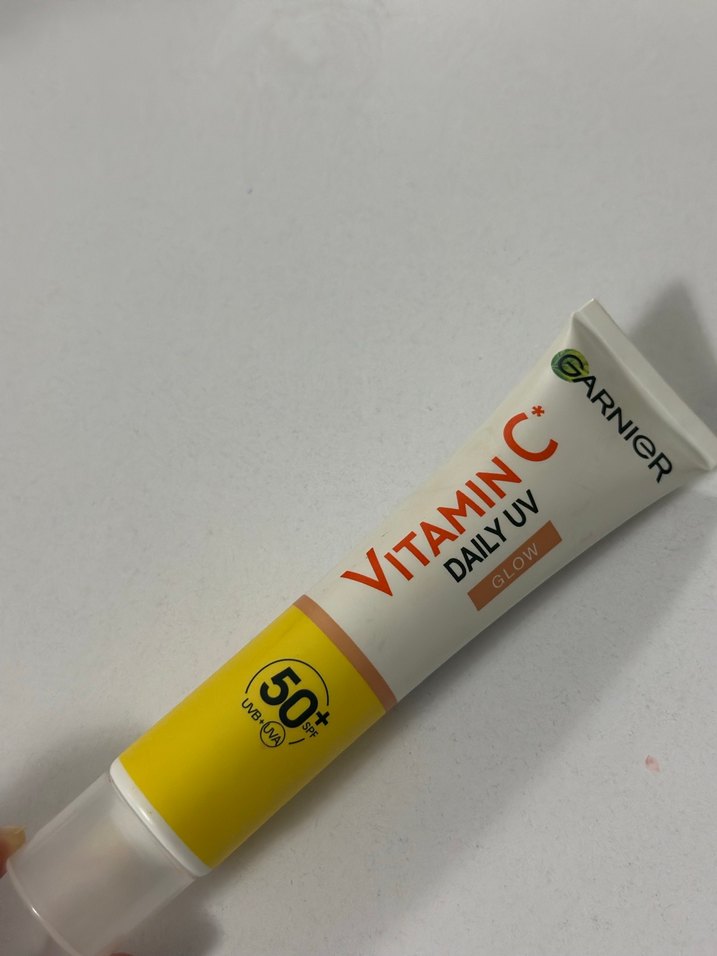 GARNIER
VITAMIN C*
DAILY UV
GLOW
50+
SPF
UVB+UVA